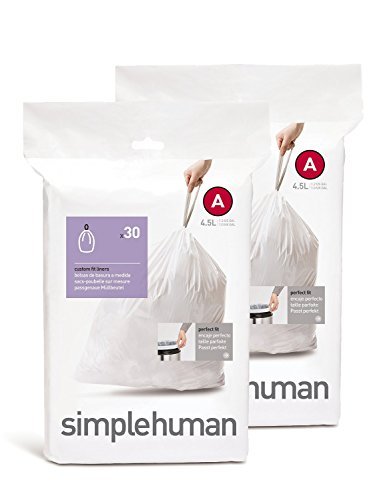 A
4.5L
x30
custom fit liners
bolsas de basura a medida
sacs-poubelle sur mesure
passgenaue Müllbeutel
perfect fit
encaje perfecto
taille parfaite
Passt perfekt
simplehuman
A
4.5L
perfect fit
encaje perfecto
taille parfaite
Passt perfekt
human